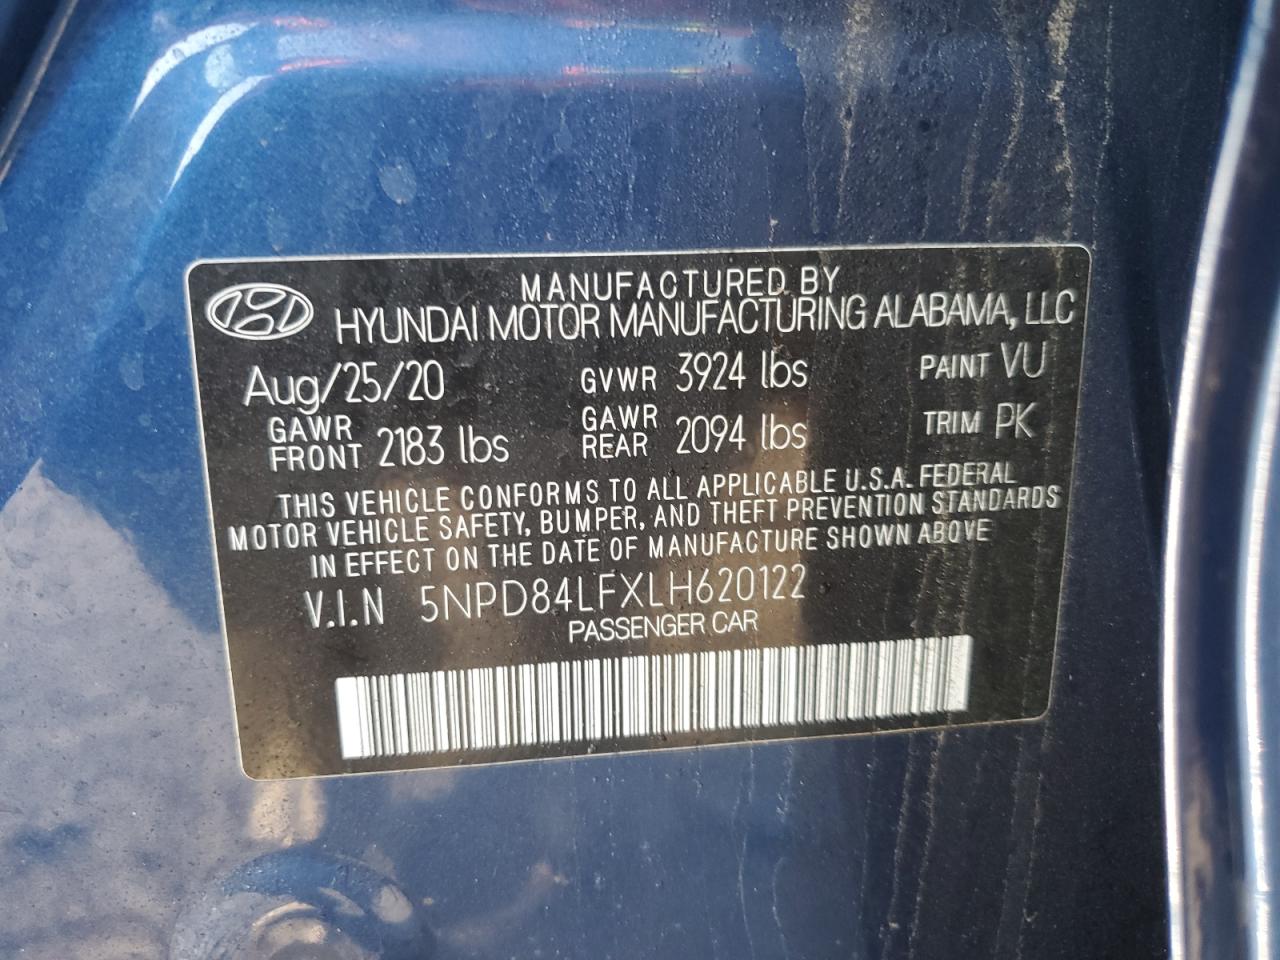 MANUFACTURED BY
HYUNDAI MOTOR MANUFACTURING ALABAMA, LLC
Aug/25/20 GVWR 3924 lbs PAINT VU
GAWR FRONT 2183 lbs GAWR REAR 2094 lbs TRIM PK
THIS VEHICLE CONFORMS TO ALL APPLICABLE U.S.A. FEDERAL
MOTOR VEHICLE SAFETY, BUMPER, AND THEFT PREVENTION STANDARDS
IN EFFECT ON THE DATE OF MANUFACTURE SHOWN ABOVE
V.I.N 5NPD84LFXLH620122
PASSENGER CAR